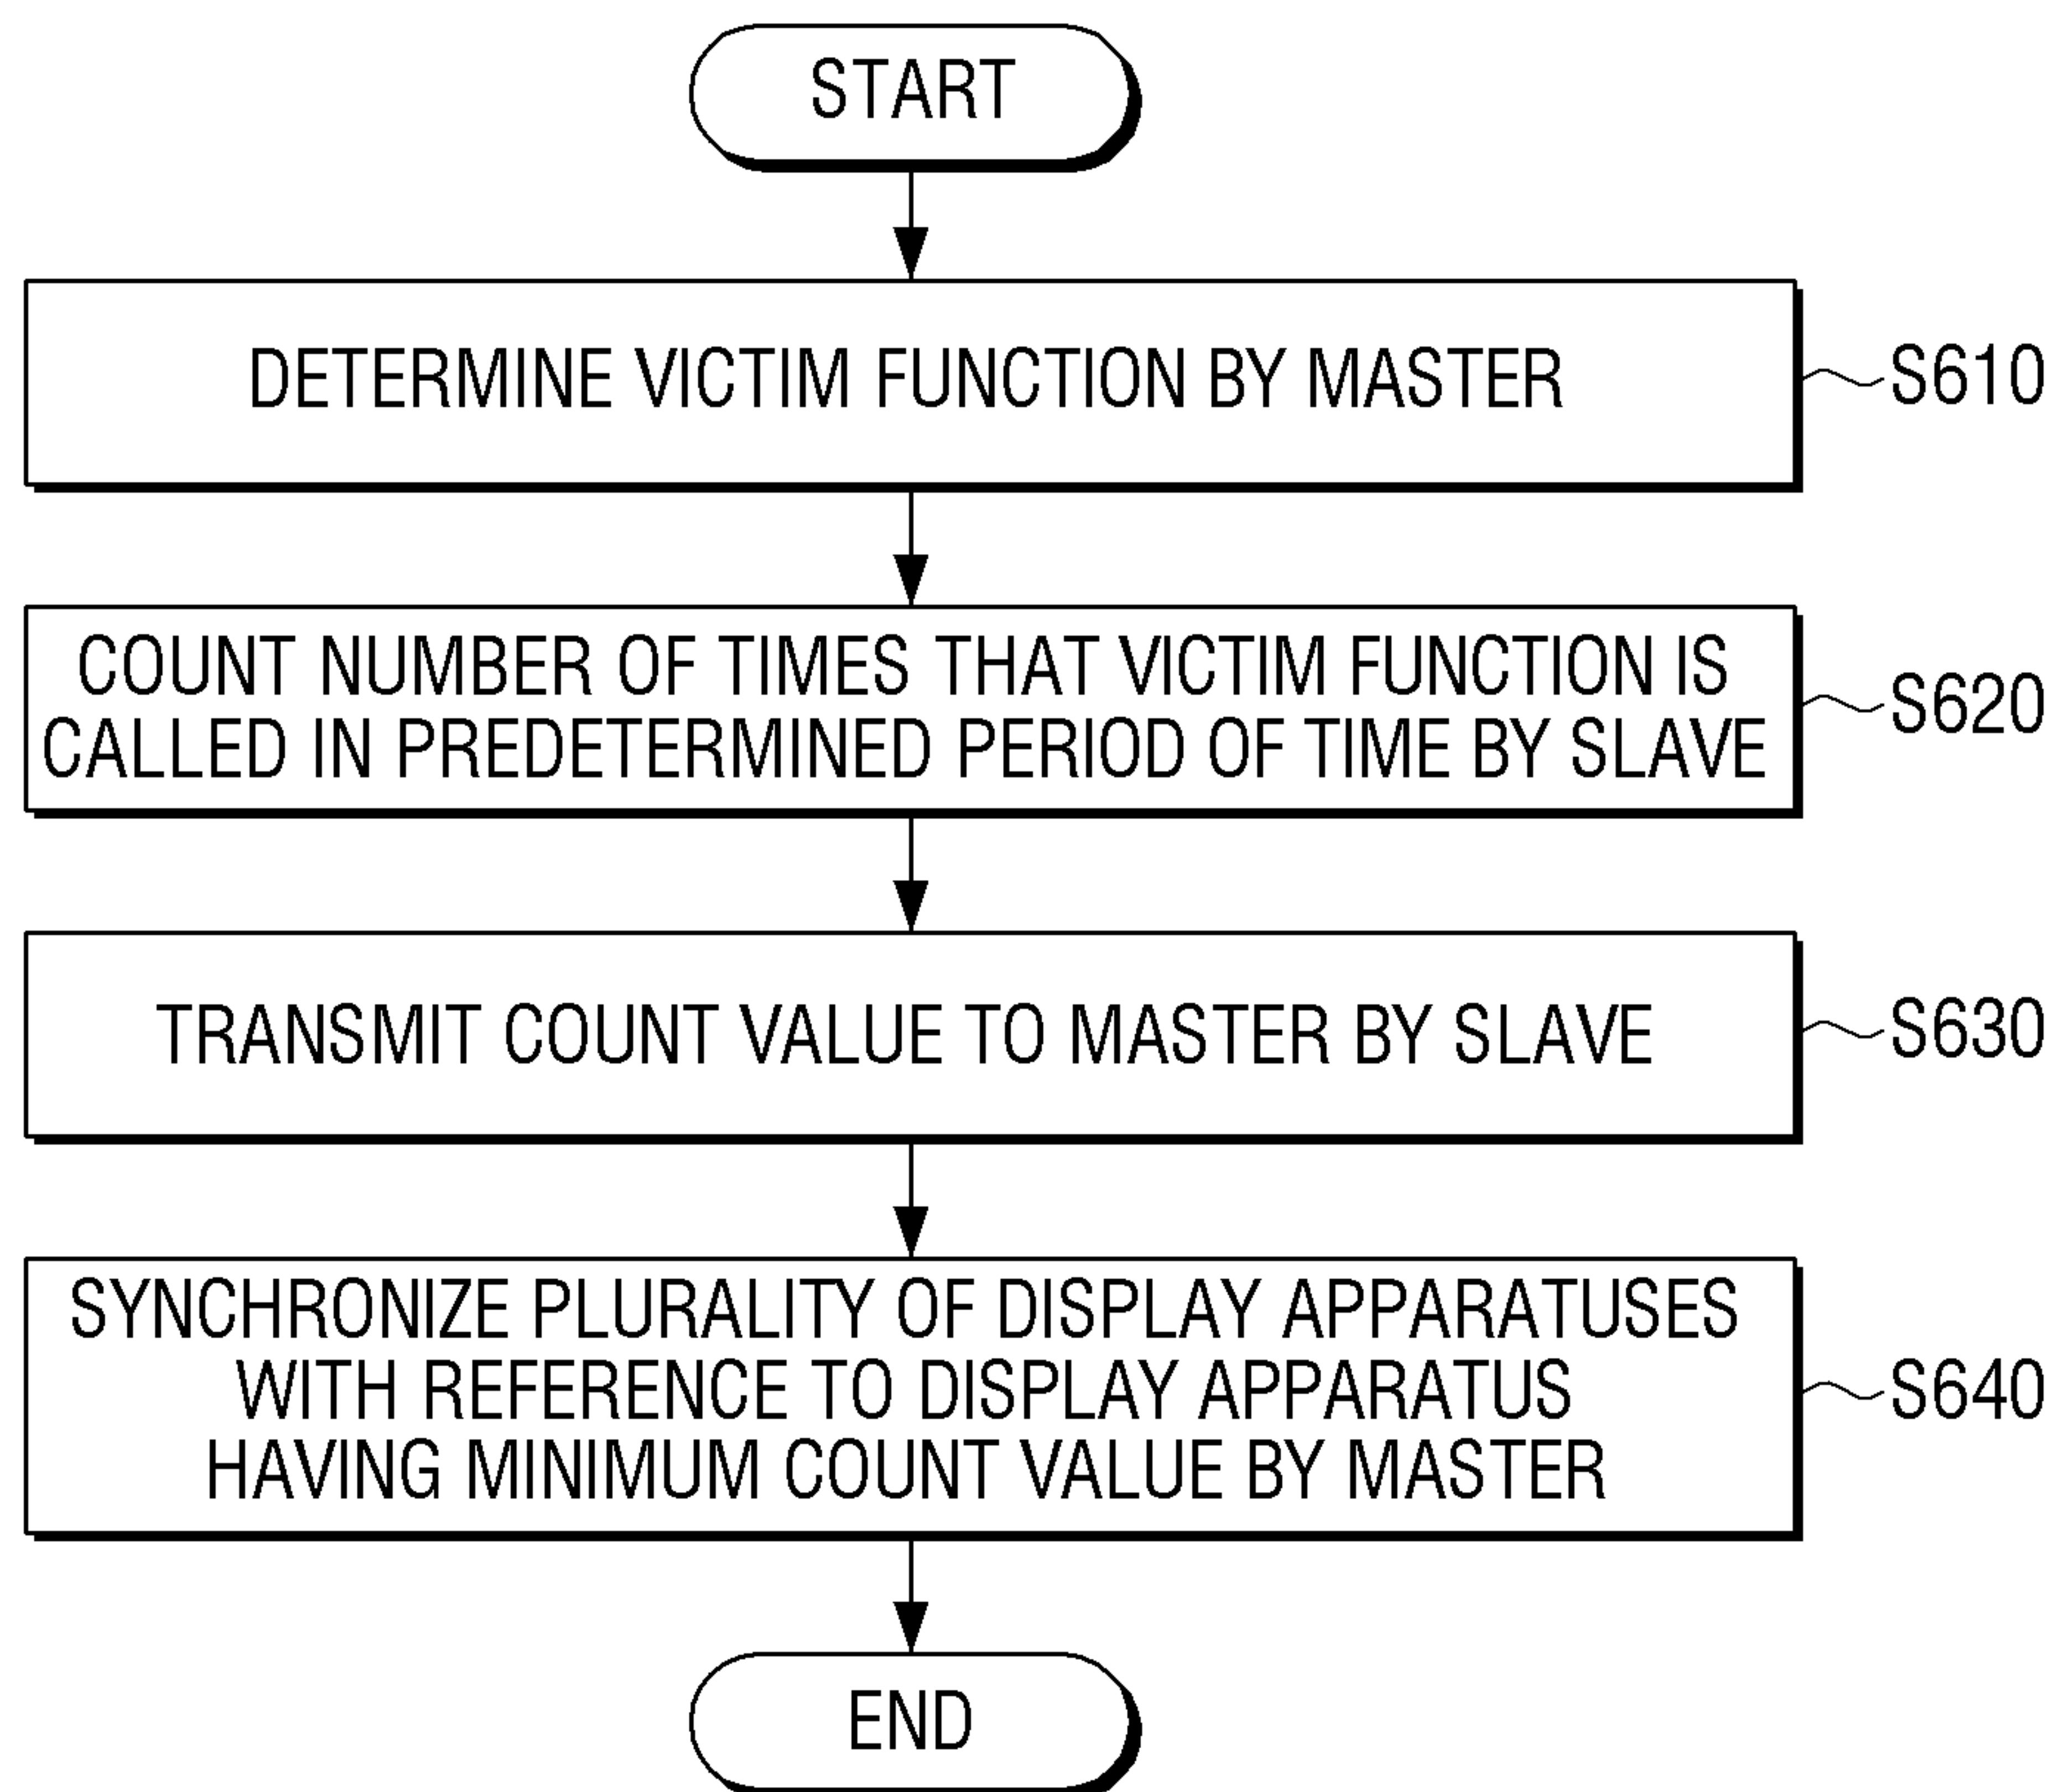 START
DETERMINE VICTIM FUNCTION BY MASTER
S610
COUNT NUMBER OF TIMES THAT VICTIM FUNCTION IS
CALLED IN PREDETERMINED PERIOD OF TIME BY SLAVE
S620
TRANSMIT COUNT VALUE TO MASTER BY SLAVE
S630
SYNCHRONIZE PLURALITY OF DISPLAY APPARATUSES
WITH REFERENCE TO DISPLAY APPARATUS
HAVING MINIMUM COUNT VALUE BY MASTER
S640
END